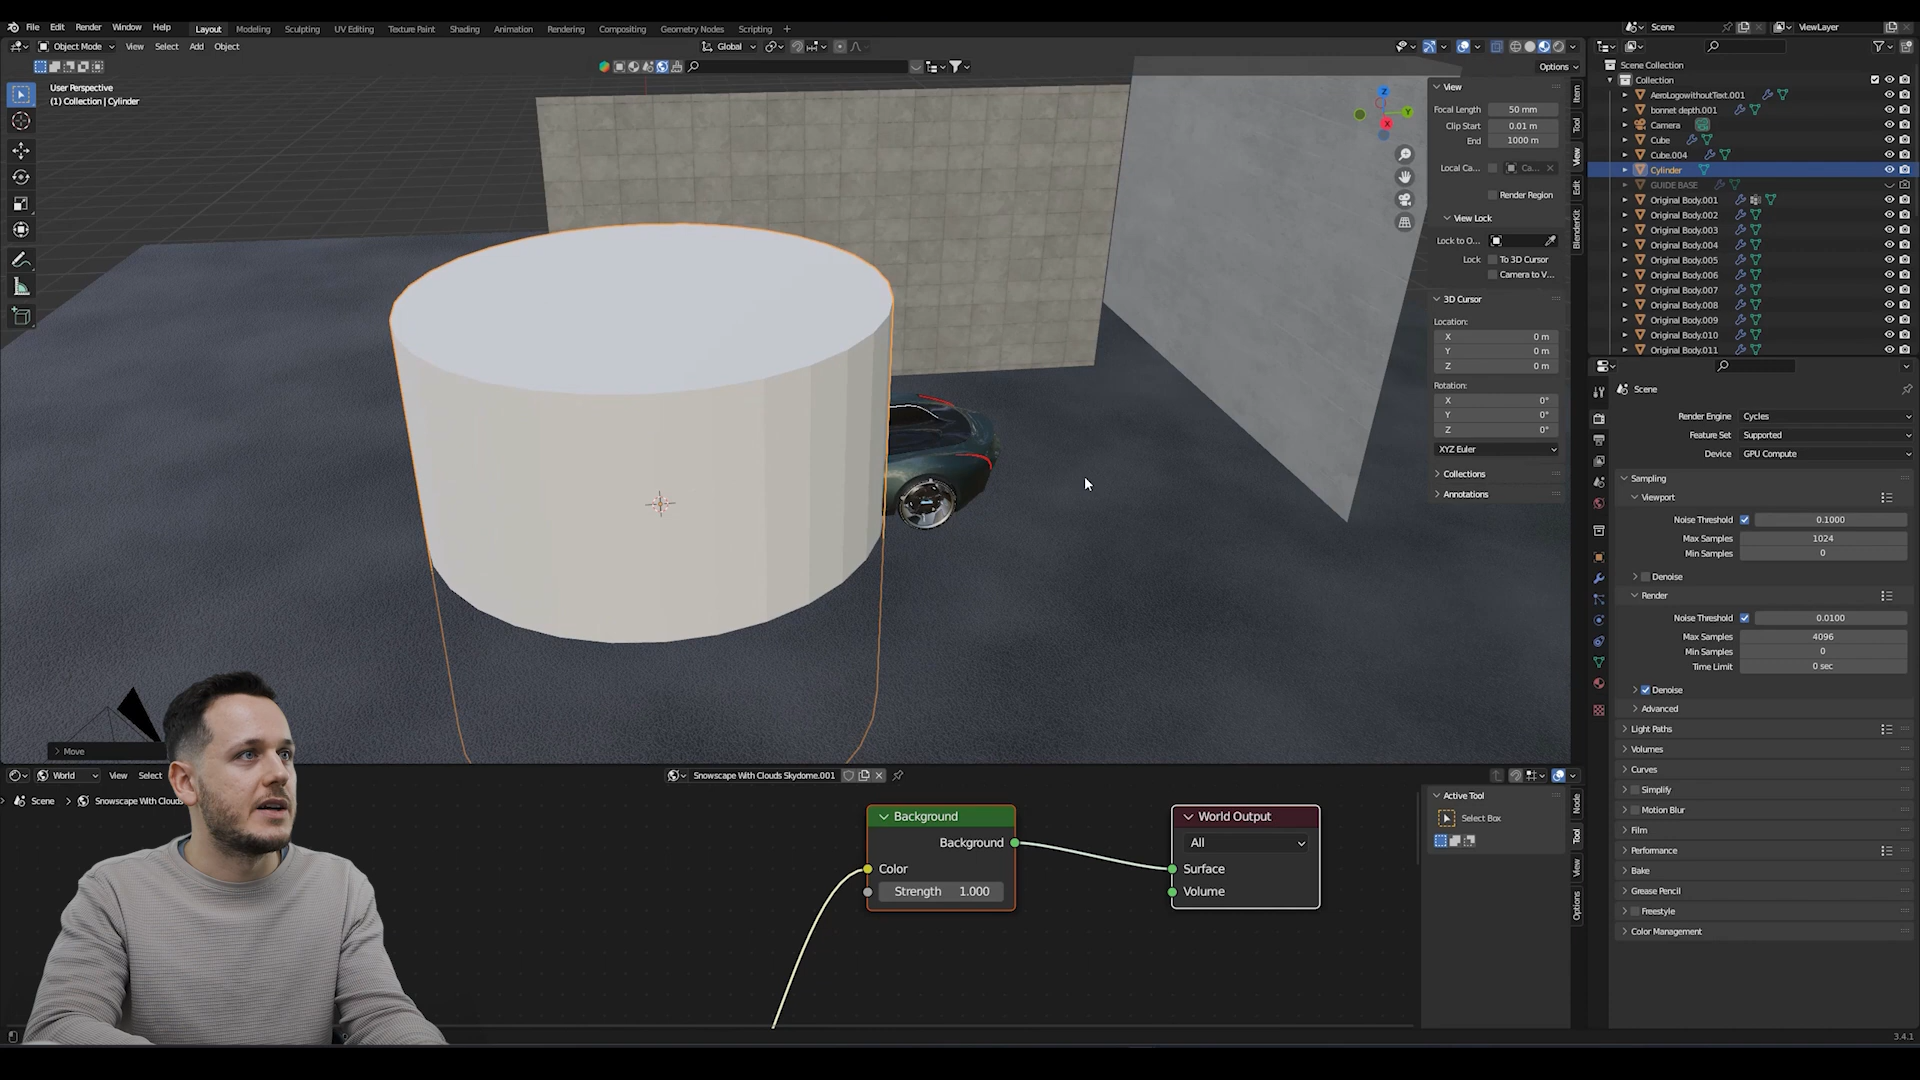 File Edit Render Window Help
Layout Modeling Sculpting UV Editing Texture Paint Shading Animation Rendering Compositing Geometry Nodes Scripting +
Scene
ViewLayer
Object Mode View Select Add Object
Global
Options
User Perspective
(1) Collection | Cylinder
Z
Y
X
View
Focal Length 50 mm
Clip Start 0.01 m
End 1000 m
Local Ca... Ca...
Render Region
View Lock
Lock to O...
Lock To 3D Cursor
Camera to V...
3D Cursor
Location:
X 0 m
Y 0 m
Z 0 m
Rotation:
X 0°
Y 0°
Z 0°
XYZ Euler
Collections
Annotations
Item
Tool
View
Edit
BlenderKit
Scene Collection
Collection
AeroLogowithoutText.001
bonnet depth.001
Camera
Cube
Cube.004
Cylinder
GUIDE BASE
Original Body.001
Original Body.002
Original Body.003
Original Body.004
Original Body.005
Original Body.006
Original Body.007
Original Body.008
Original Body.009
Original Body.010
Original Body.011
Scene
Render Engine Cycles
Feature Set Supported
Device GPU Compute
Sampling
Viewport
Noise Threshold 0.1000
Max Samples 1024
Min Samples 0
Denoise
Render
Noise Threshold 0.0100
Max Samples 4096
Min Samples 0
Time Limit 0 sec
Denoise
Advanced
Light Paths
Volumes
Curves
Simplify
Motion Blur
Film
Performance
Bake
Grease Pencil
Freestyle
Color Management
Move
World View Select
Snowscape With Clouds Skydome.001
Scene > Snowscape With Clouds
Background
Background
Color
Strength 1.000
World Output
All
Surface
Volume
Active Tool
Select Box
Node
Tool
View
Options
3.4.1